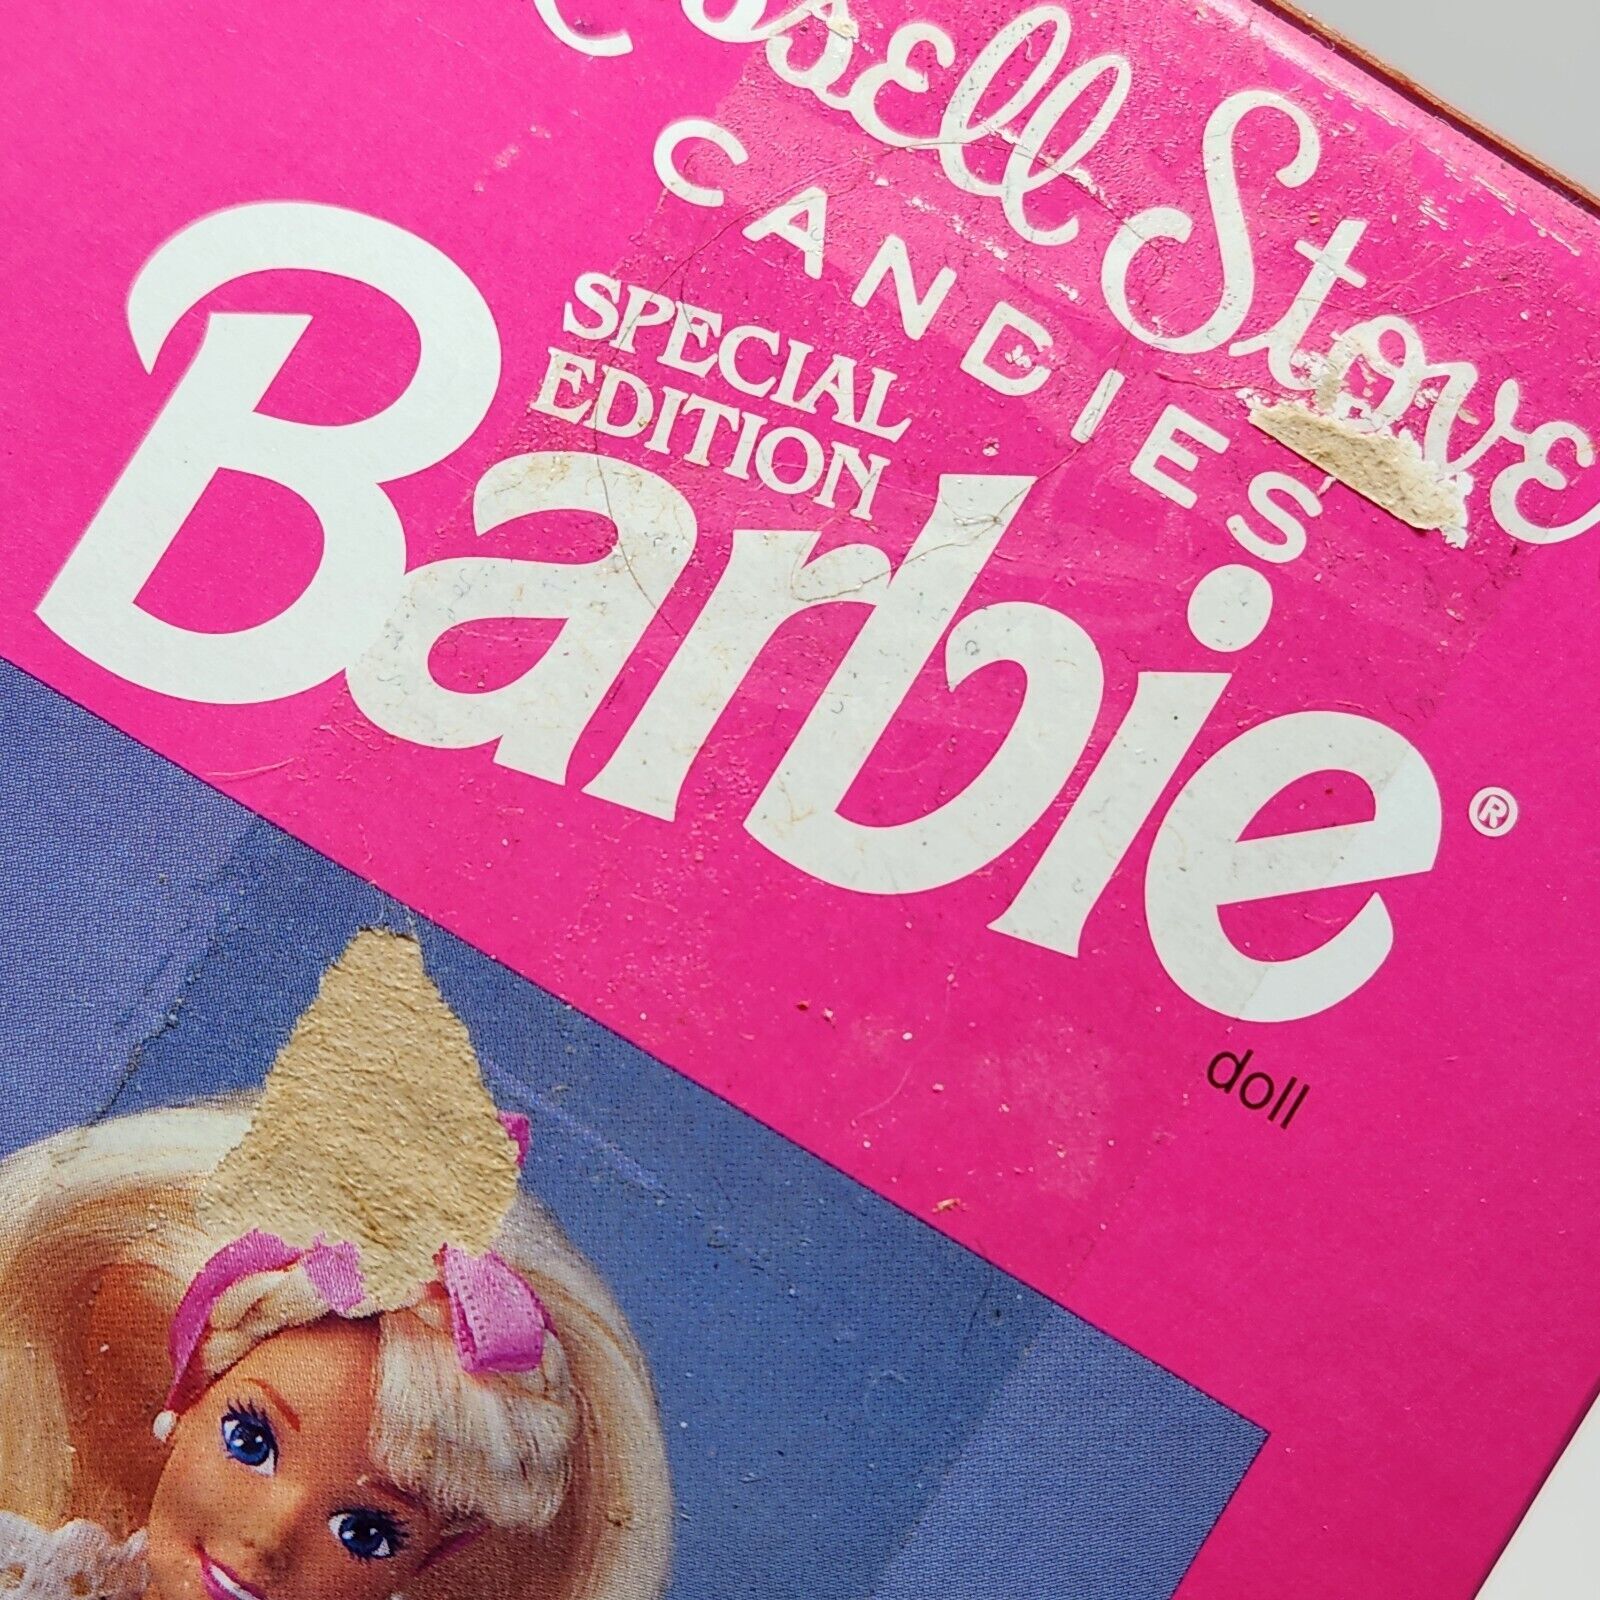 Russell Stover
CANDIES
SPECIAL
EDITION
Barbie®
doll